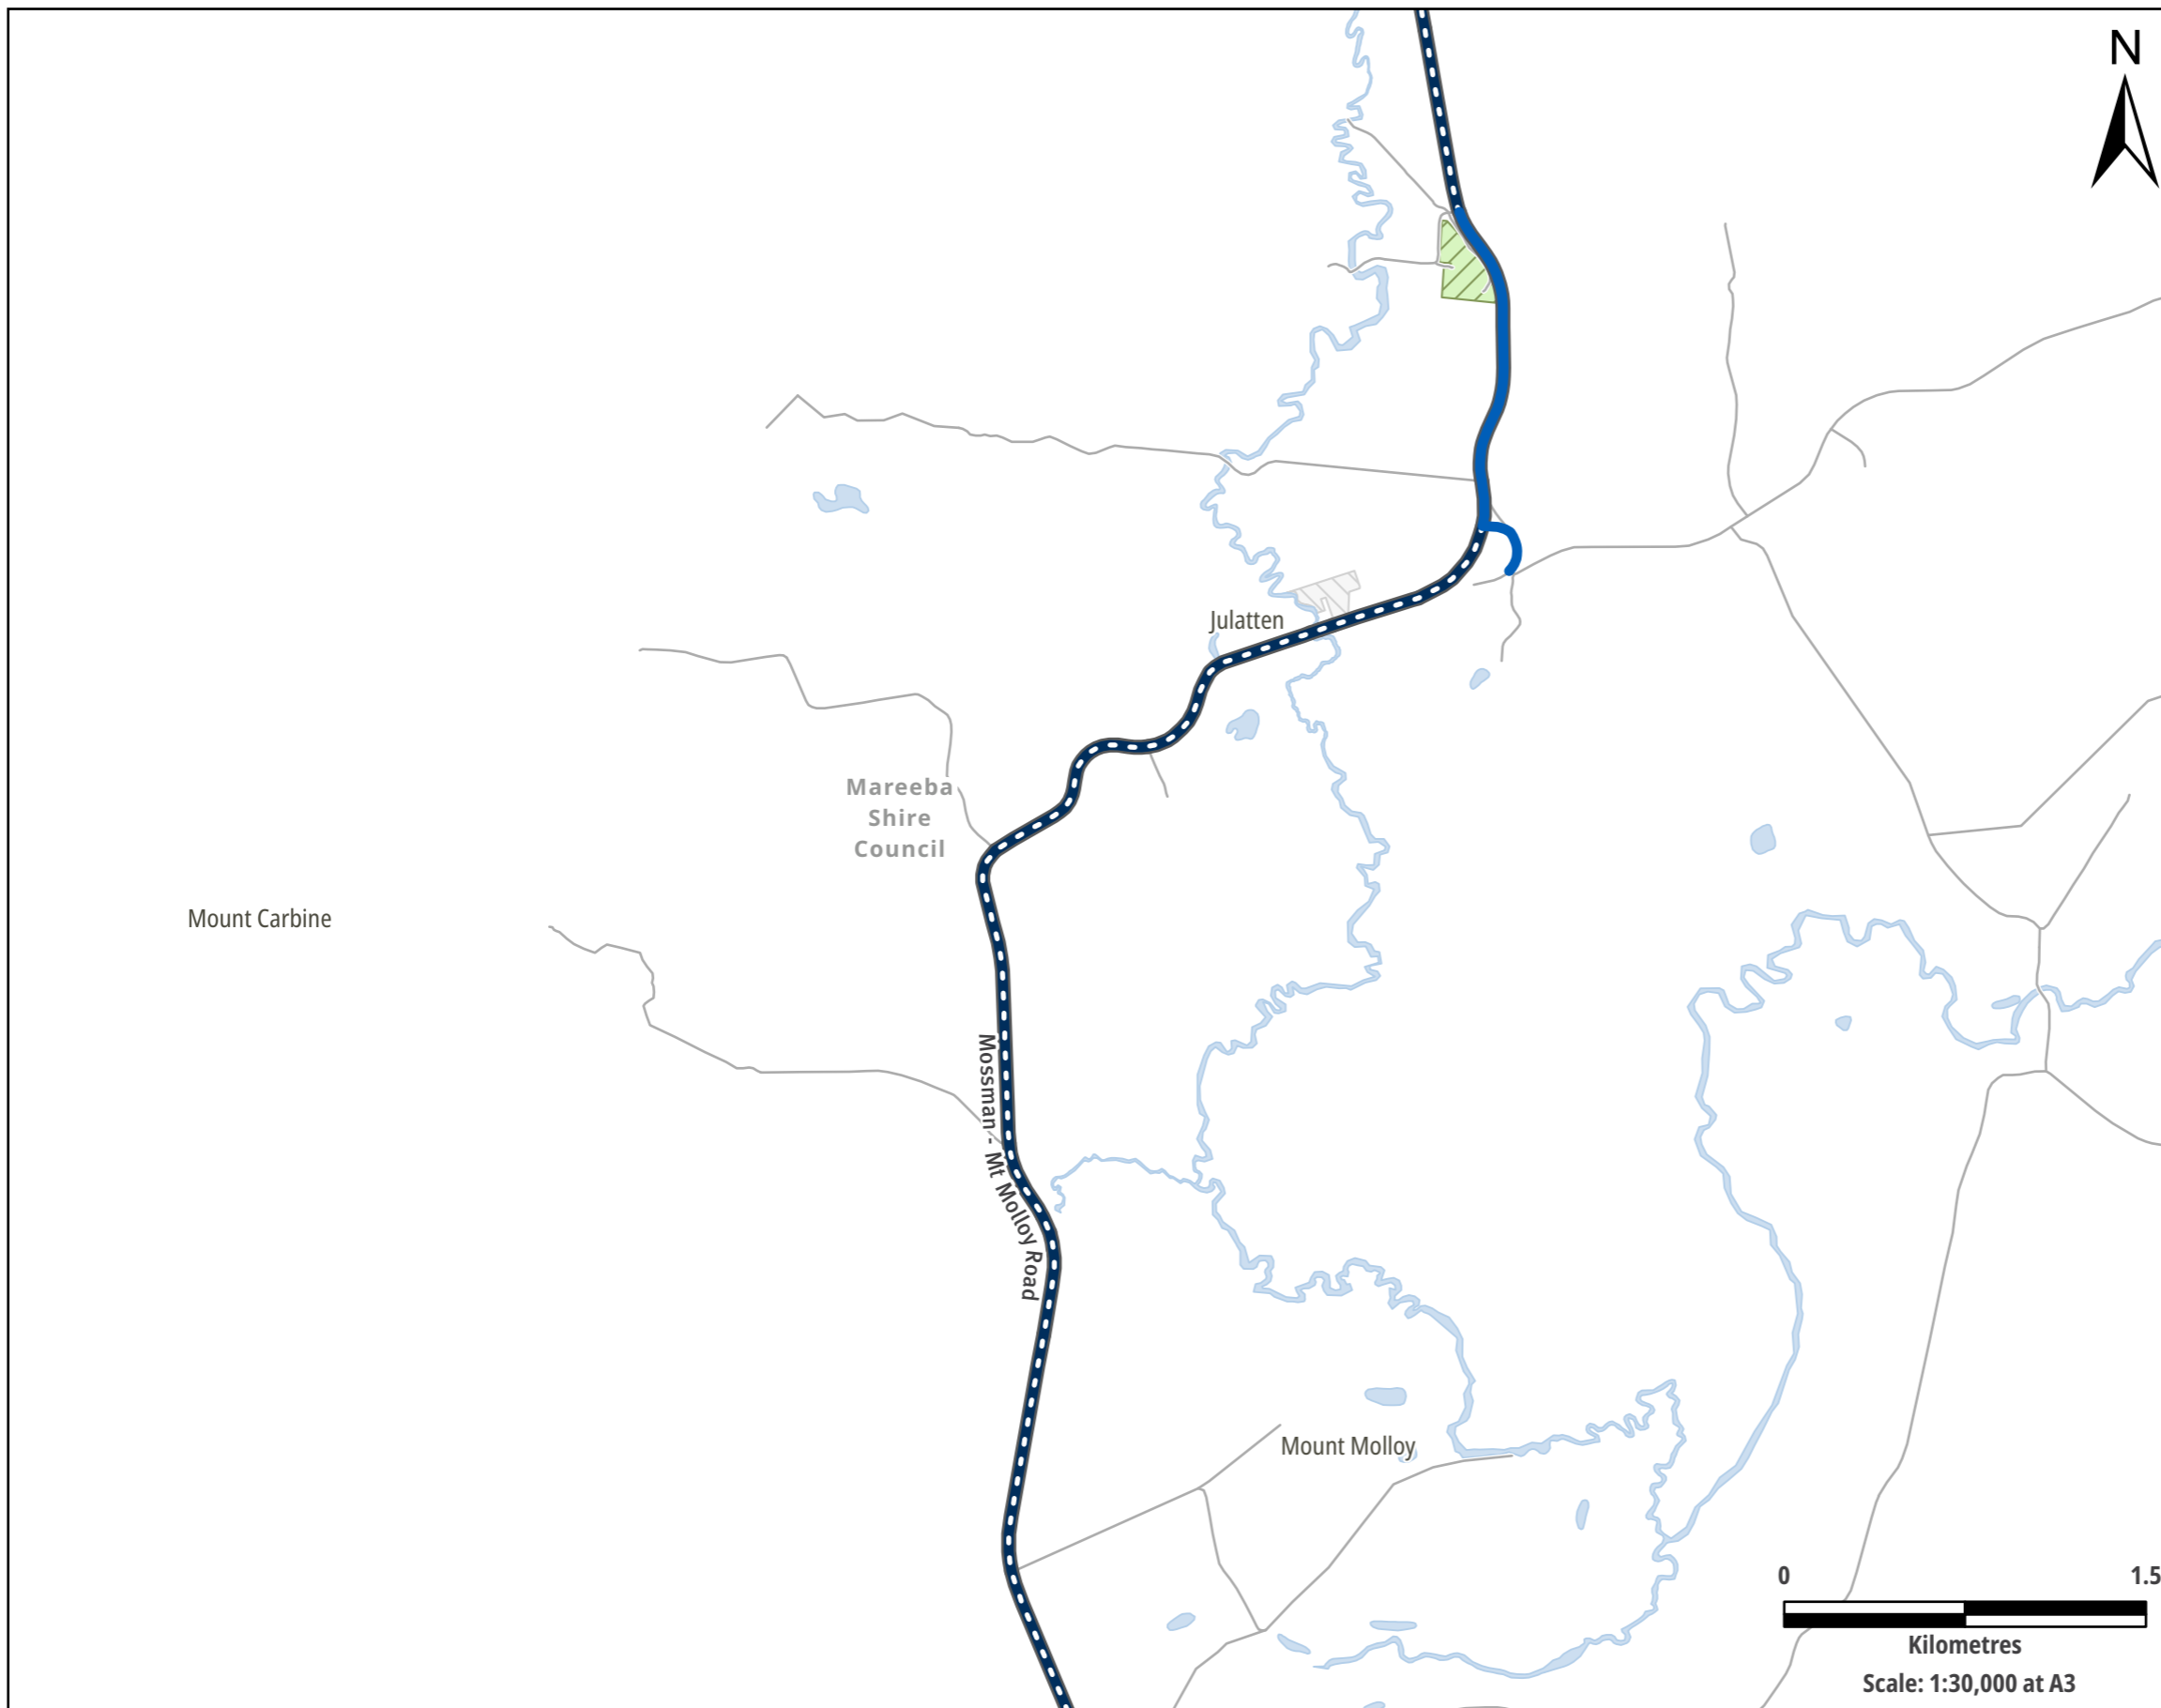 N
Julatten
Mareeba
Shire
Council
Mount Carbine
Mossman - Mt Molloy Road
Mount Molloy
0 1.5
Kilometres
Scale: 1:30,000 at A3